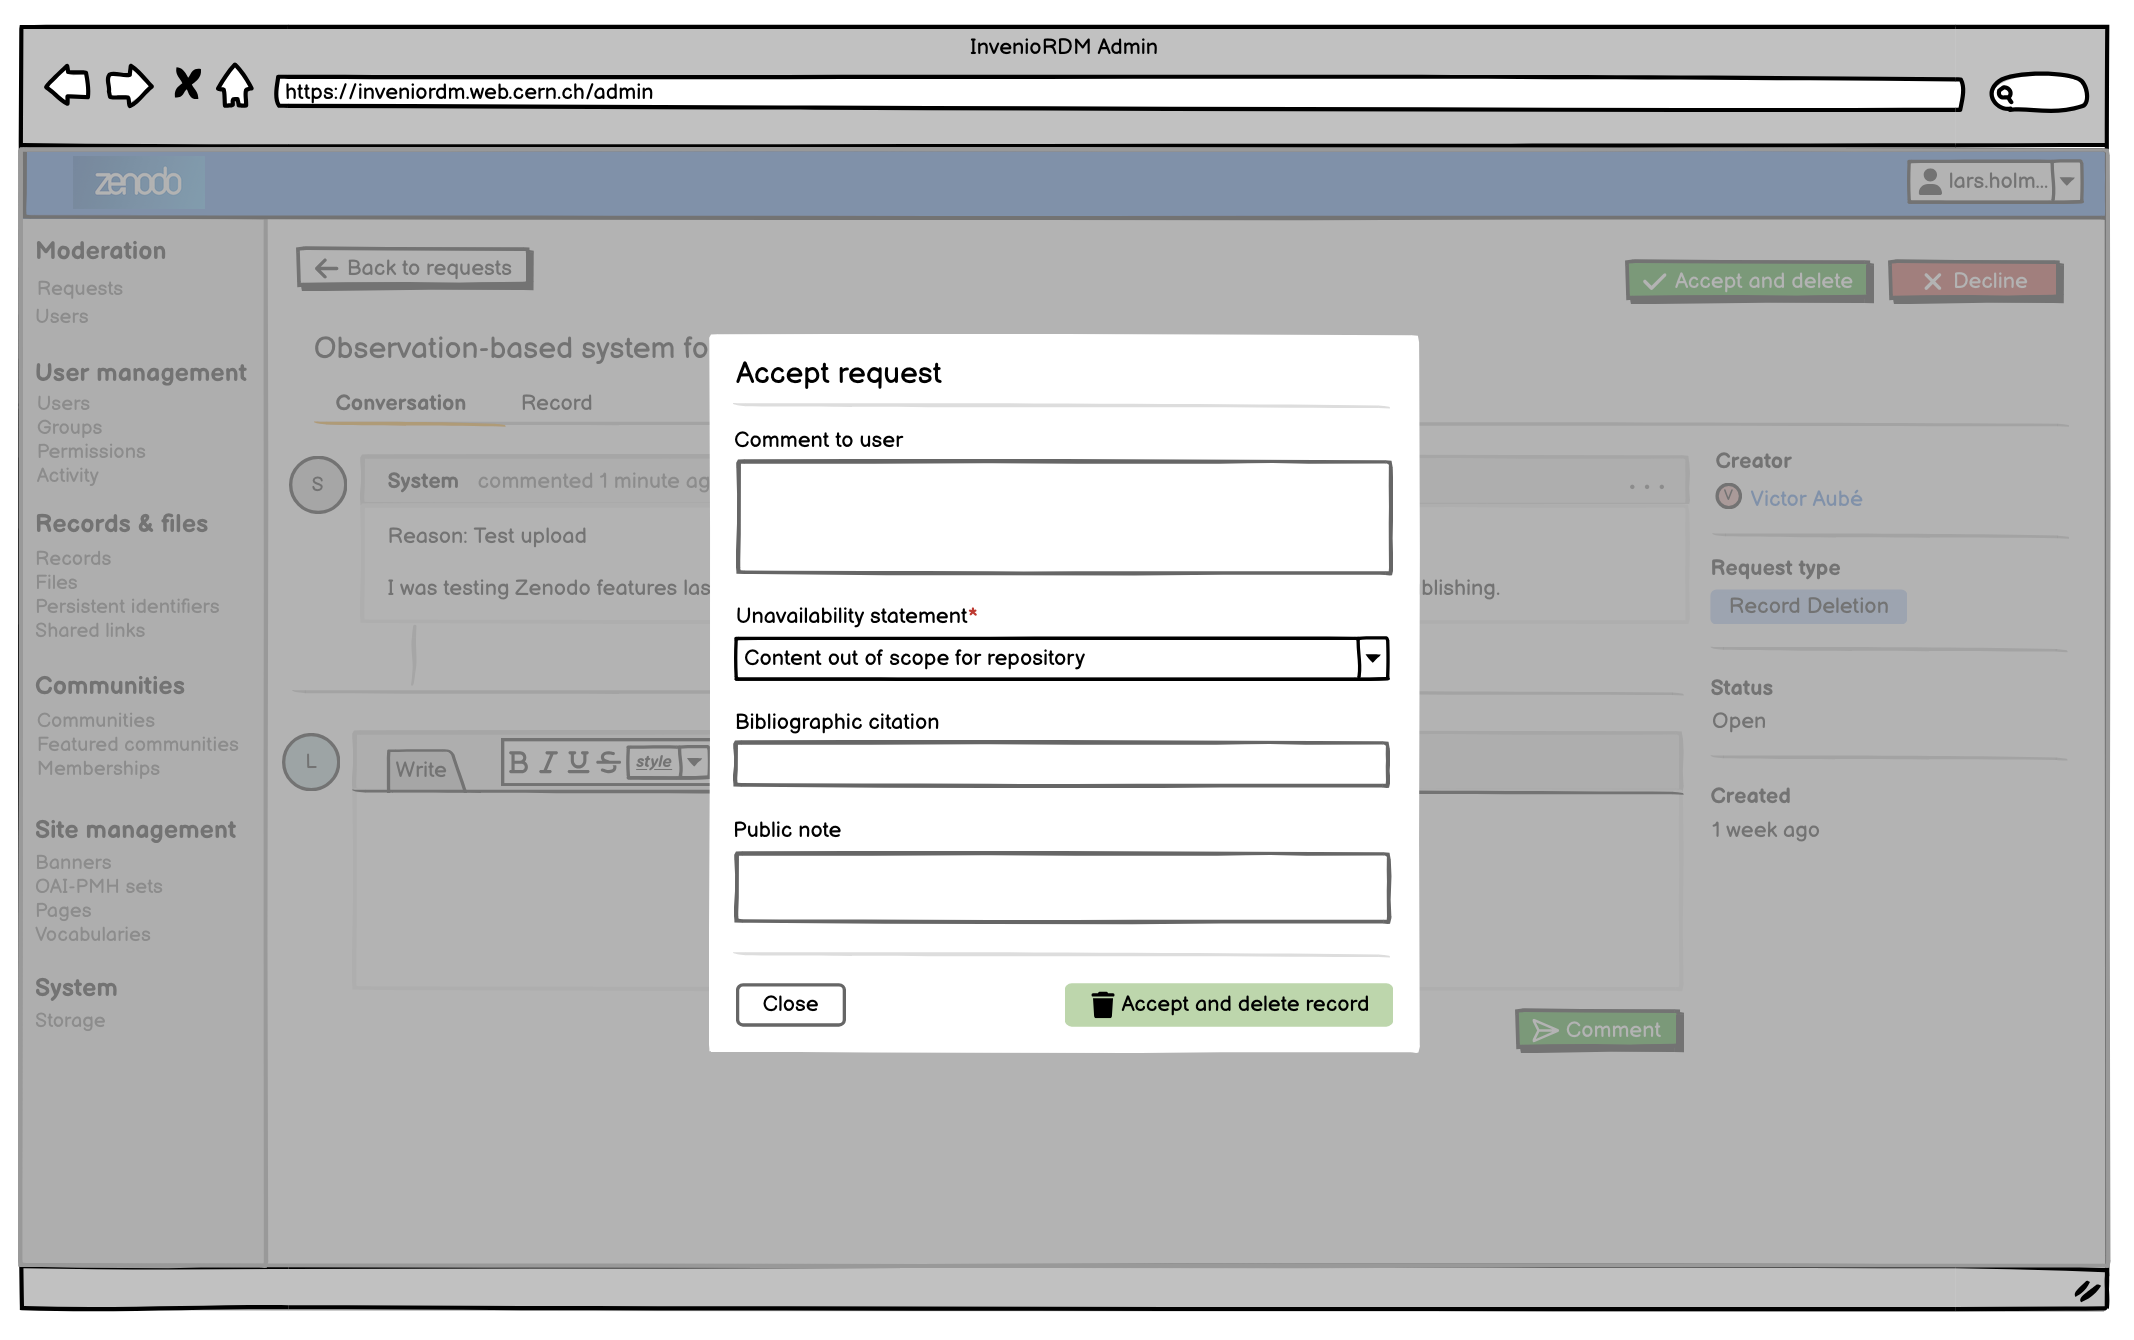 InvenioRDM Admin
https://inveniordm.web.cern.ch/admin
zenodo
lars.holm...
Moderation
Requests
Users
User management
Users
Groups
Permissions
Activity
Records & files
Records
Files
Persistent identifiers
Shared links
Communities
Communities
Featured communities
Memberships
Site management
Banners
OAI-PMH sets
Pages
Vocabularies
System
Storage
Back to requests
Accept and delete
Decline
Observation-based system fo
Conversation Record
S
System commented 1 minute ag
...
Reason: Test upload
I was testing Zenodo features las
blishing.
L
Write
B I U S style
Comment
Accept request
Comment to user
Unavailability statement*
Content out of scope for repository
Bibliographic citation
Public note
Close
Accept and delete record
Creator
V Victor Aubé
Request type
Record Deletion
Status
Open
Created
1 week ago